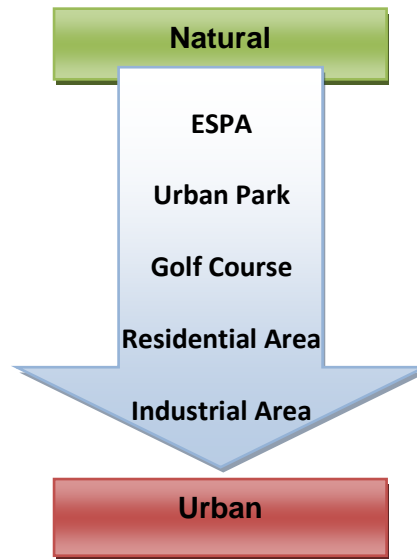 Natural
ESPA
Urban Park
Golf Course
Residential Area
Industrial Area
Urban